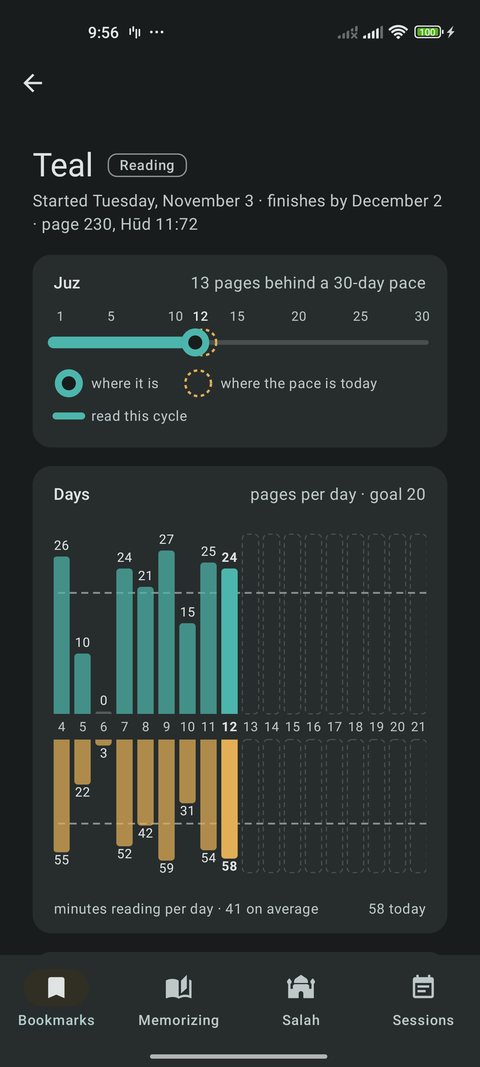 9:56
100
Teal
Reading
Started Tuesday, November 3 · finishes by December 2
· page 230, Hūd 11:72
Juz
13 pages behind a 30-day pace
1 5 10 12 15 20 25 30
where it is
where the pace is today
read this cycle
Days
pages per day · goal 20
26 10 0 24 21 27 15 25 24
4 5 6 7 8 9 10 11 12 13 14 15 16 17 18 19 20 21
55 22 3 52 42 59 31 54 58
minutes reading per day · 41 on average
58 today
Bookmarks
Memorizing
Salah
Sessions